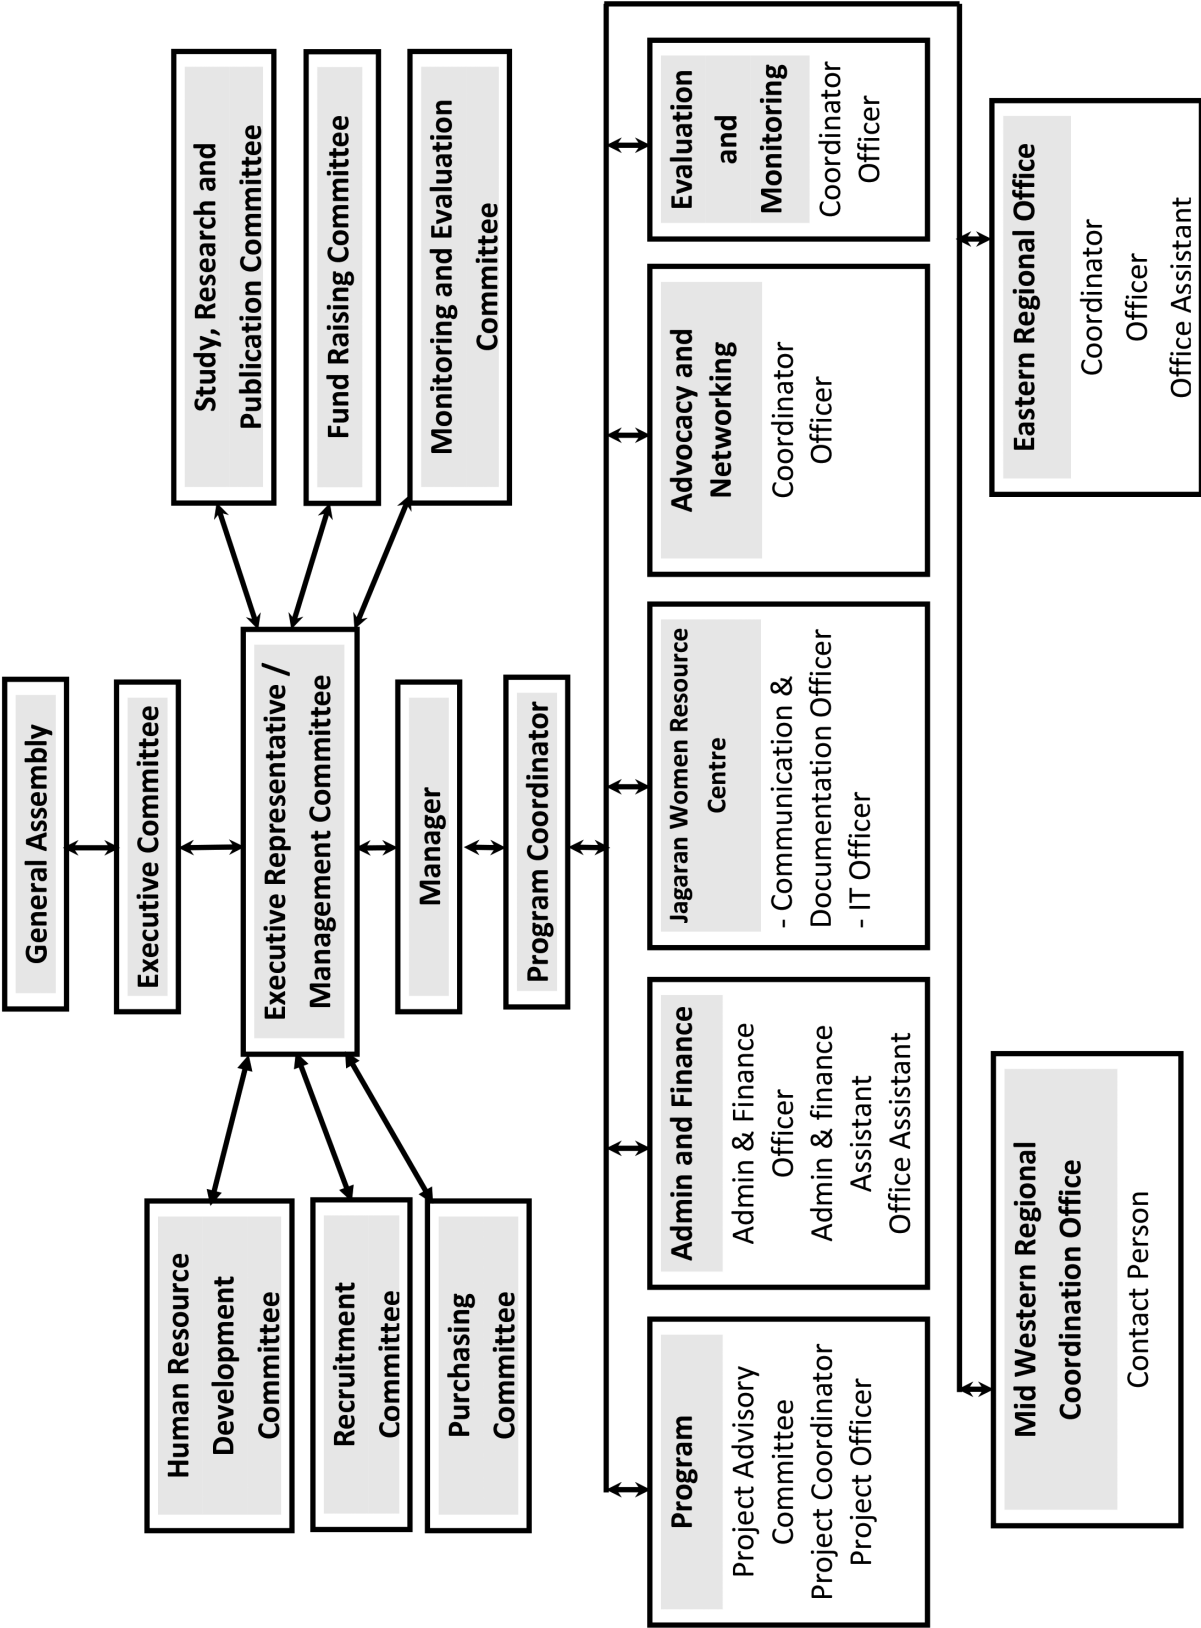 General Assembly
Executive Committee
Executive Representative /
Management Committee
Human Resource
Development
Committee
Recruitment
Committee
Purchasing
Committee
Study, Research and
Publication Committee
Fund Raising Committee
Monitoring and Evaluation
Committee
Manager
Program Coordinator
Program
Project Advisory
Committee
Project Coordinator
Project Officer
Admin and Finance
Admin & Finance
Officer
Admin & finance
Assistant
Office Assistant
Jagaran Women Resource
Centre
- Communication &
Documentation Officer
- IT Officer
Advocacy and
Networking
Coordinator
Officer
Evaluation
and
Monitoring
Coordinator
Officer
Mid Western Regional
Coordination Office
Contact Person
Eastern Regional Office
Coordinator
Officer
Office Assistant